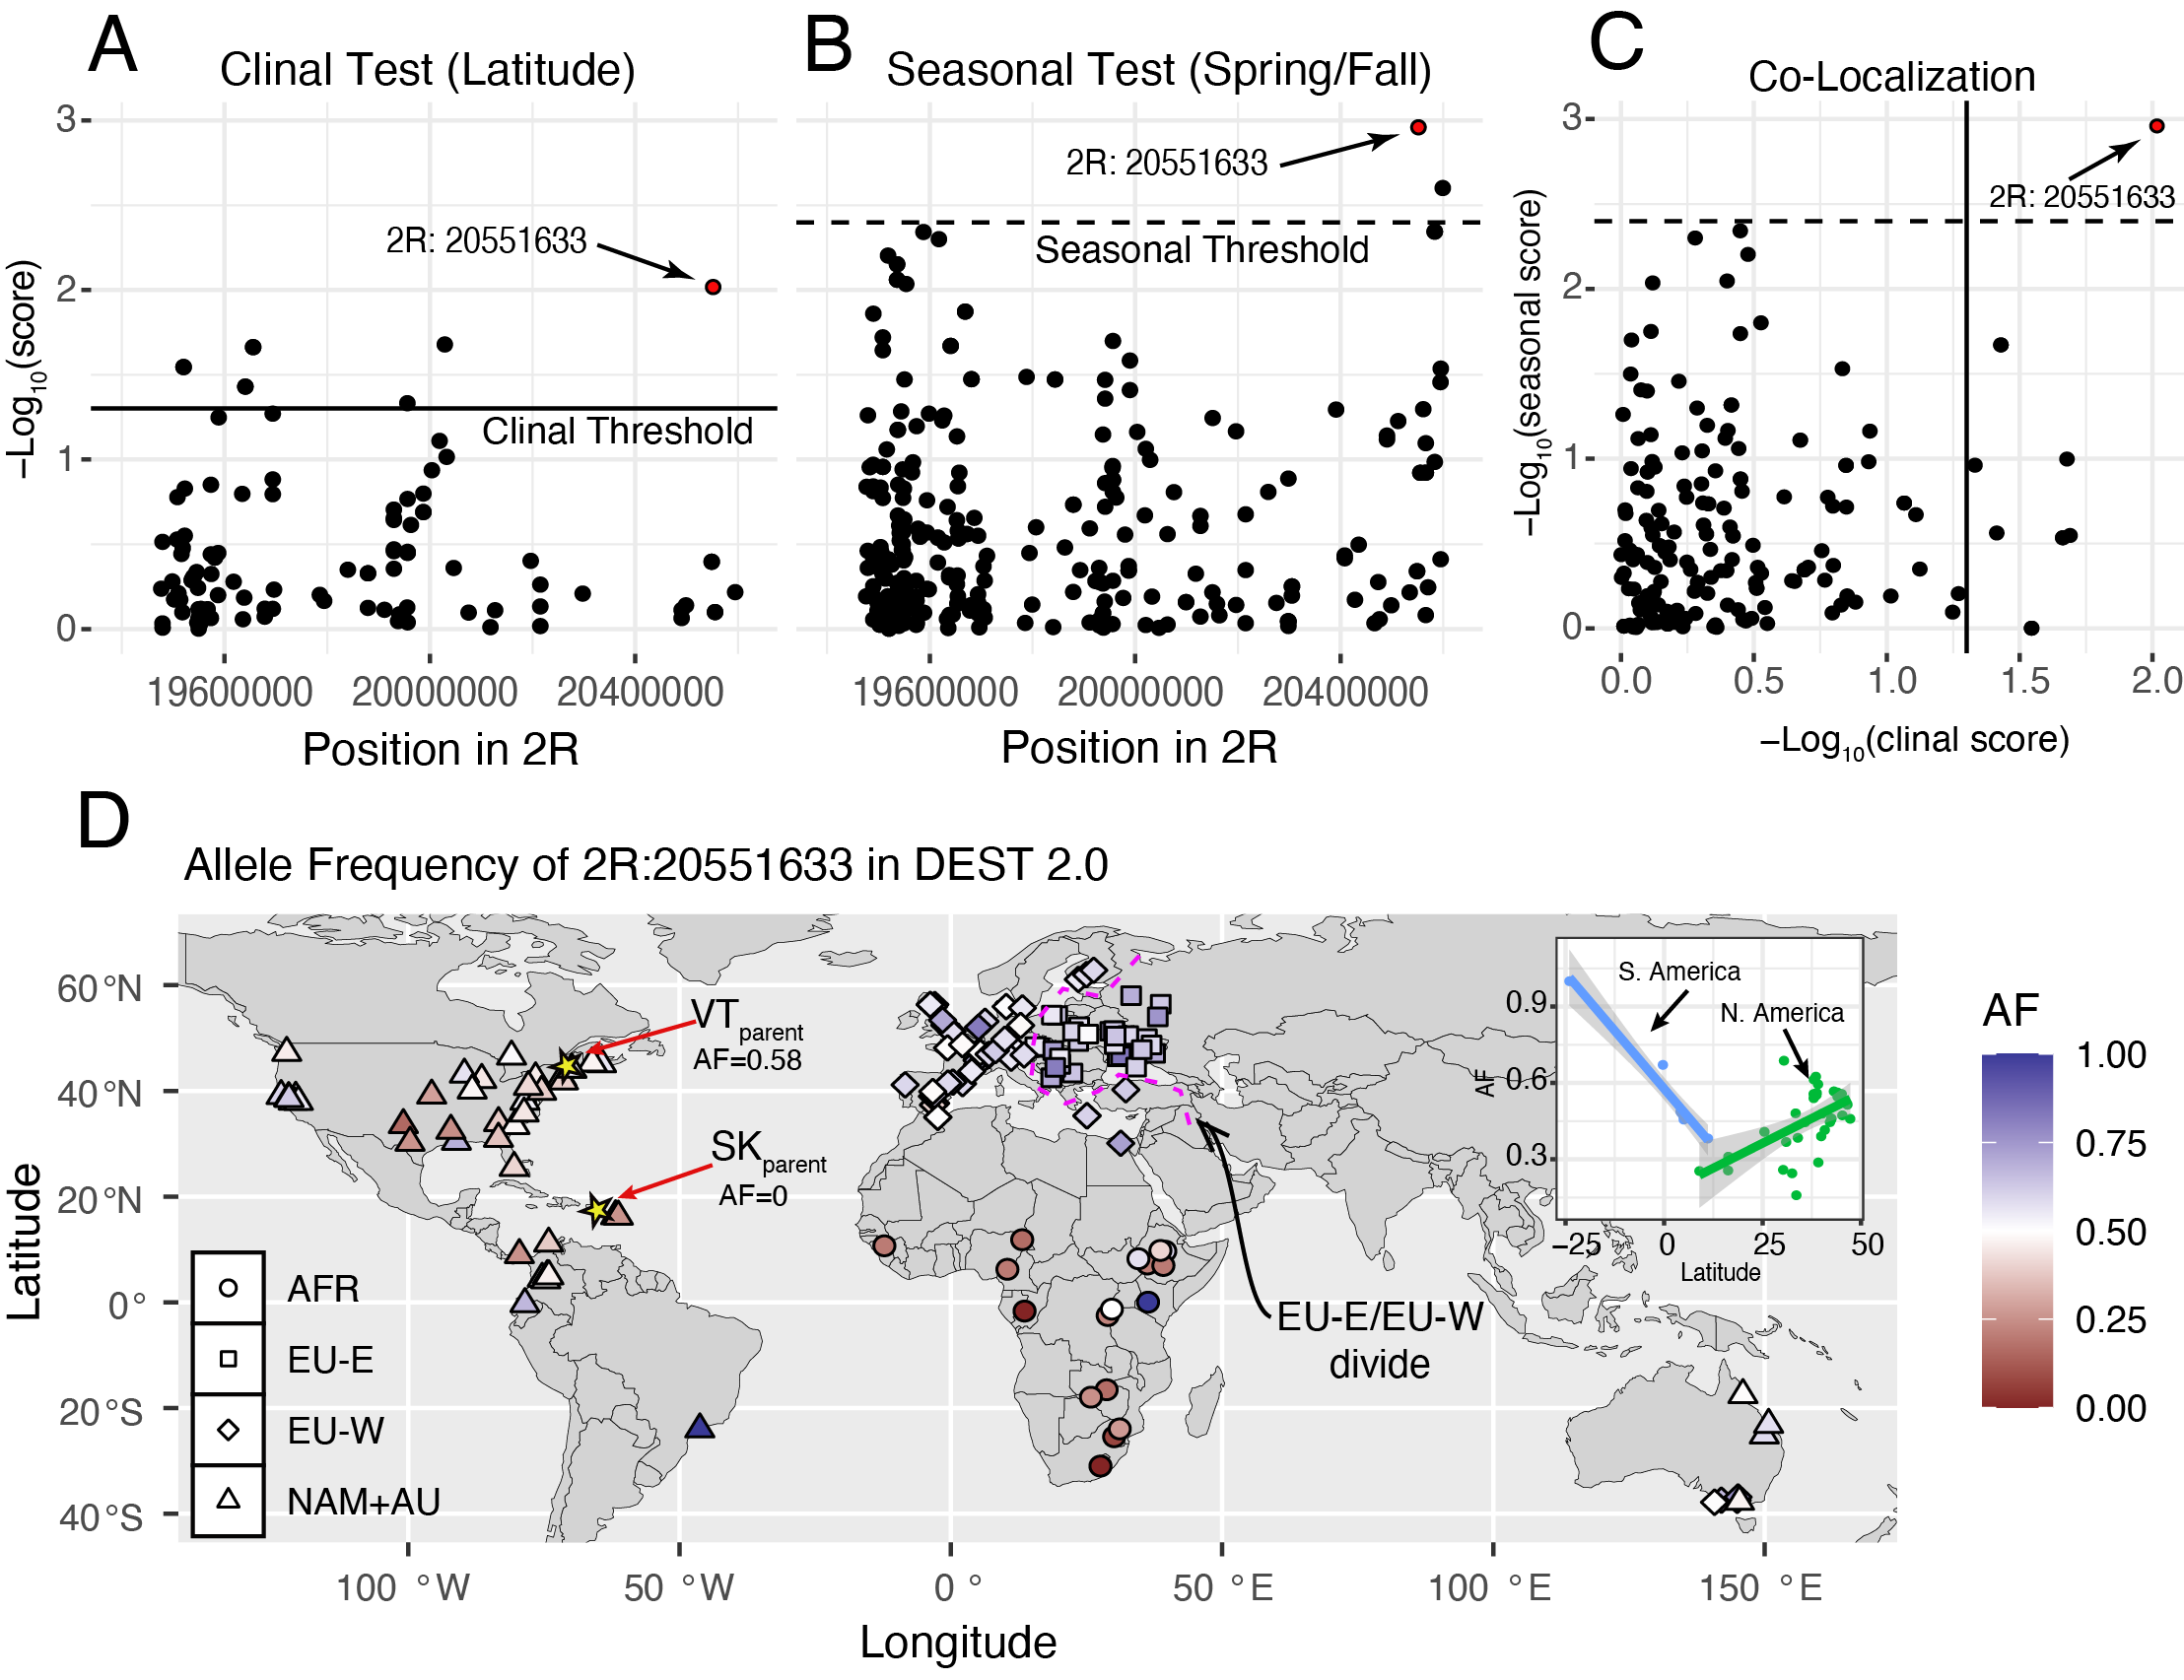 A
Clinal Test (Latitude)
3
2
1
0
−Log10(score)
2R: 20551633
Clinal Threshold
19600000
20000000
20400000
Position in 2R
B
Seasonal Test (Spring/Fall)
2R: 20551633
Seasonal Threshold
19600000
20000000
20400000
Position in 2R
C
Co-Localization
3
2
1
0
−Log10(seasonal score)
2R: 20551633
0.0
0.5
1.0
1.5
2.0
−Log10(clinal score)
D
Allele Frequency of 2R:20551633 in DEST 2.0
60 °N
40 °N
20 °N
0 °
20 °S
40 °S
Latitude
VTparent
AF=0.58
SKparent
AF=0
AFR
EU-E
EU-W
NAM+AU
EU-E/EU-W
divide
S. America
N. America
0.9
0.6
0.3
AF
−25
0
25
50
Latitude
AF
1.00
0.75
0.50
0.25
0.00
100 °W
50 °W
0 °
50 °E
100 °E
150 °E
Longitude